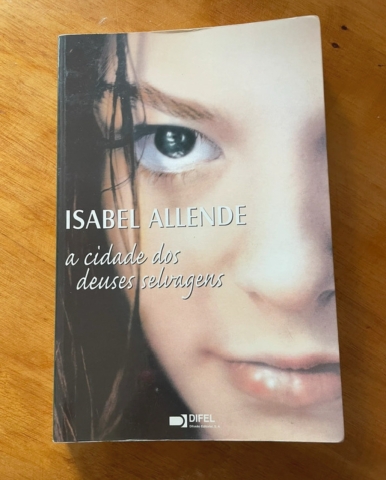 ISABEL ALLENDE
a cidade dos
deuses selvagens
DIFEL